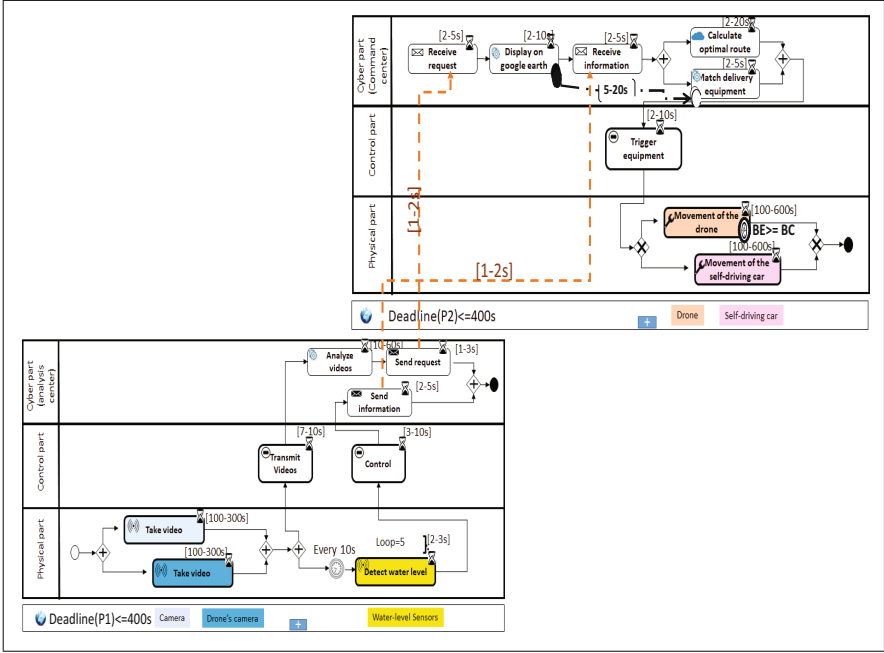 Cyber part
(Command
center)
[2-5s]
Receive
request
[2-10s]
Display on
google earth
[2-5s]
Receive
information
[2-20s]
Calculate
optimal route
[2-5s]
Match delivery
equipment
5-20s
Control part
[2-10s]
Trigger
equipment
Physical part
[100-600s]
Movement of the
drone
BE>= BC
[100-600s]
Movement of the
self-driving car
[1-2s]
[1-2s]
Deadline(P2)<=400s
+
Drone
Self-driving car
Cyber part
(analysis
center)
[10-60s]
Analyze
videos
Send request
[1-3s]
Send
information
[2-5s]
Control part
[7-10s]
Transmit
Videos
[3-10s]
Control
Physical part
[100-300s]
Take video
[100-300s]
Take video
Every 10s
Loop=5
[2-3s]
Detect water level
Deadline(P1)<=400s
Camera
Drone's camera
+
Water-level Sensors